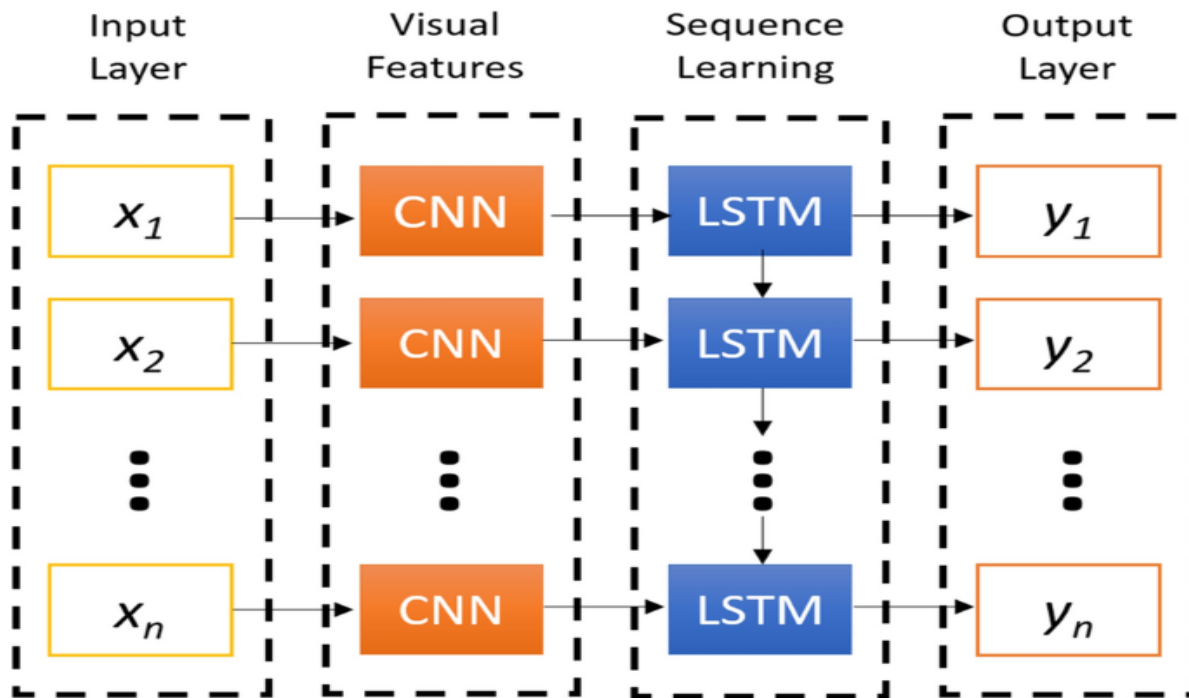 Input Layer
Visual Features
Sequence Learning
Output Layer
x1 CNN LSTM y1
x2 CNN LSTM y2
xn CNN LSTM yn